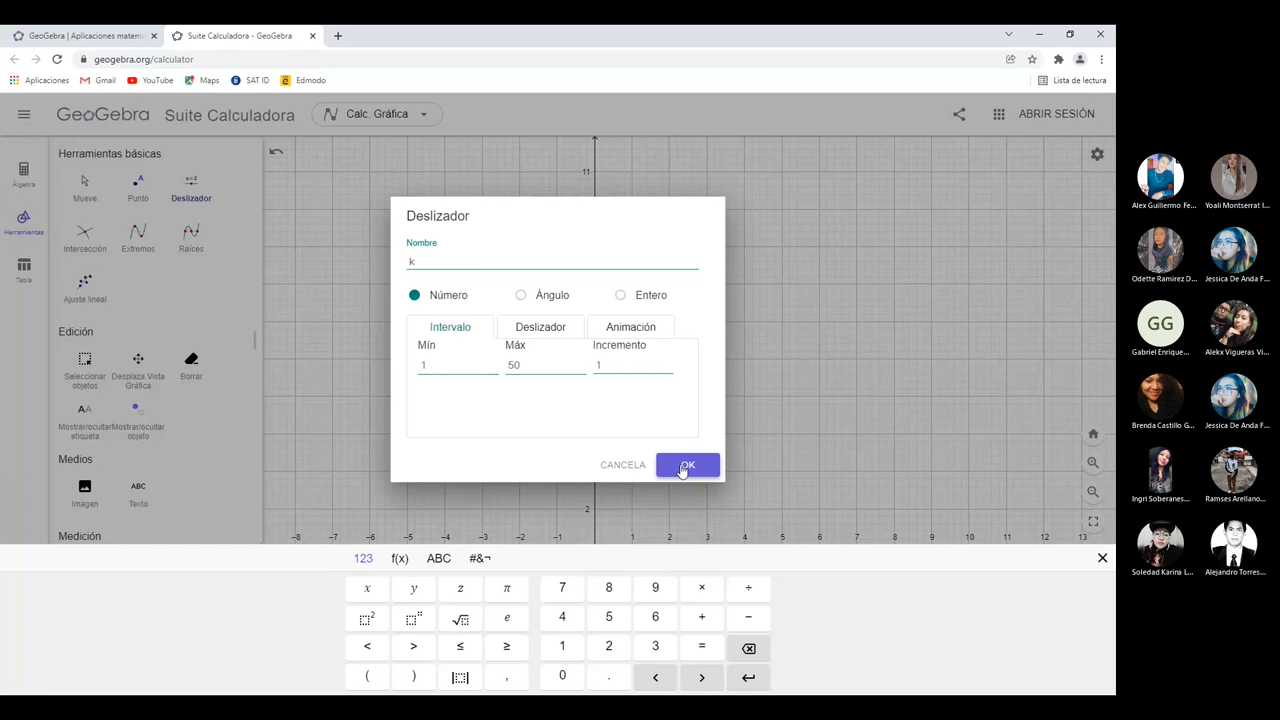 GeoGebra | Aplicaciones matem
Suite Calculadora - GeoGebra
geogebra.org/calculator
Aplicaciones
Gmail
YouTube
Maps
SAT ID
Edmodo
Lista de lectura
GeoGebra
Suite Calculadora
Calc. Gráfica
ABRIR SESIÓN
Álgebra
Herramientas
Tabla
Herramientas básicas
Mueve
Punto
a=2
Deslizador
Intersección
Extremos
Raíces
Ajuste lineal
Edición
Seleccionar objetos
Desplaza Vista Gráfica
Borrar
AA
Mostrar/ocultar etiqueta
Mostrar/ocultar objeto
Medios
Imagen
ABC
Texto
Medición
11
2
−8 −7 −6 −5 −4 −3 −2 −1 1 2 3 4 5 6 7 8 9 10 11 12 13
Deslizador
Nombre
k
Número
Ángulo
Entero
Intervalo
Deslizador
Animación
Mín
Máx
Incremento
1
50
1
CANCELA
OK
123
f(x)
ABC
#&¬
x y z π 7 8 9 × ÷
2 √ e 4 5 6 + −
< > ≤ ≥ 1 2 3 =
( ) , 0 . < >
Alex Guillermo Fe...
Yoali Montserrat I...
Odette Ramirez D...
Jessica De Anda F...
GG
Gabriel Enrique...
Alekx Vigueras Vi...
Brenda Castillo G...
Jessica De Anda F...
Ingri Soberanes...
Ramses Arellano...
Soledad Karina L...
Alejandro Torres...